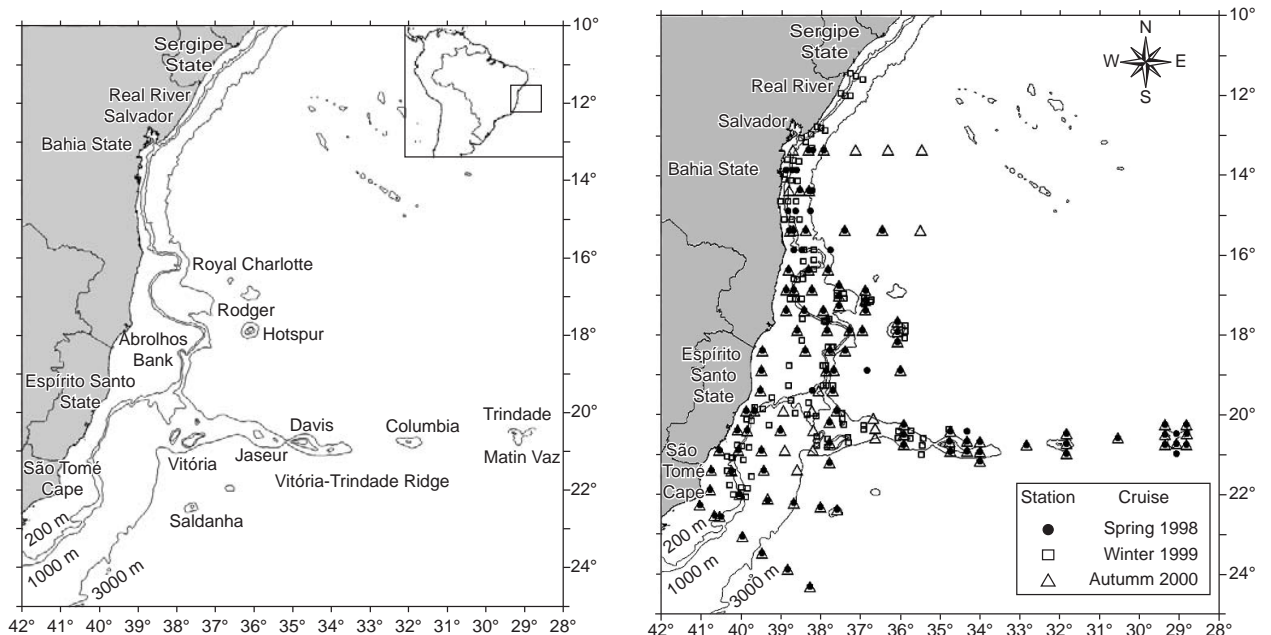 Sergipe
State
Real River
Salvador
Bahia State
Royal Charlotte
Rodger
Hotspur
Abrolhos
Bank
Espírito Santo
State
Davis
Columbia
Trindade
Matin Vaz
Vitória
Jaseur
São Tomé
Cape
Vitória-Trindade Ridge
Saldanha
200 m
1000 m
3000 m
10°
12°
14°
16°
18°
20°
22°
24°
42 41 40 39 38 37 36 35 34 33 32 31 30 29 28
Sergipe
State
Real River
Salvador
Bahia State
Espírito
Santo
State
São
Tomé
Cape
200 m
1000 m
3000 m
N
W E
S
Station Cruise
Spring 1998
Winter 1999
Autumm 2000
10°
12°
14°
16°
18°
20°
22°
24°
42 41 40 39 38 37 36 35 34 33 32 31 30 29 28